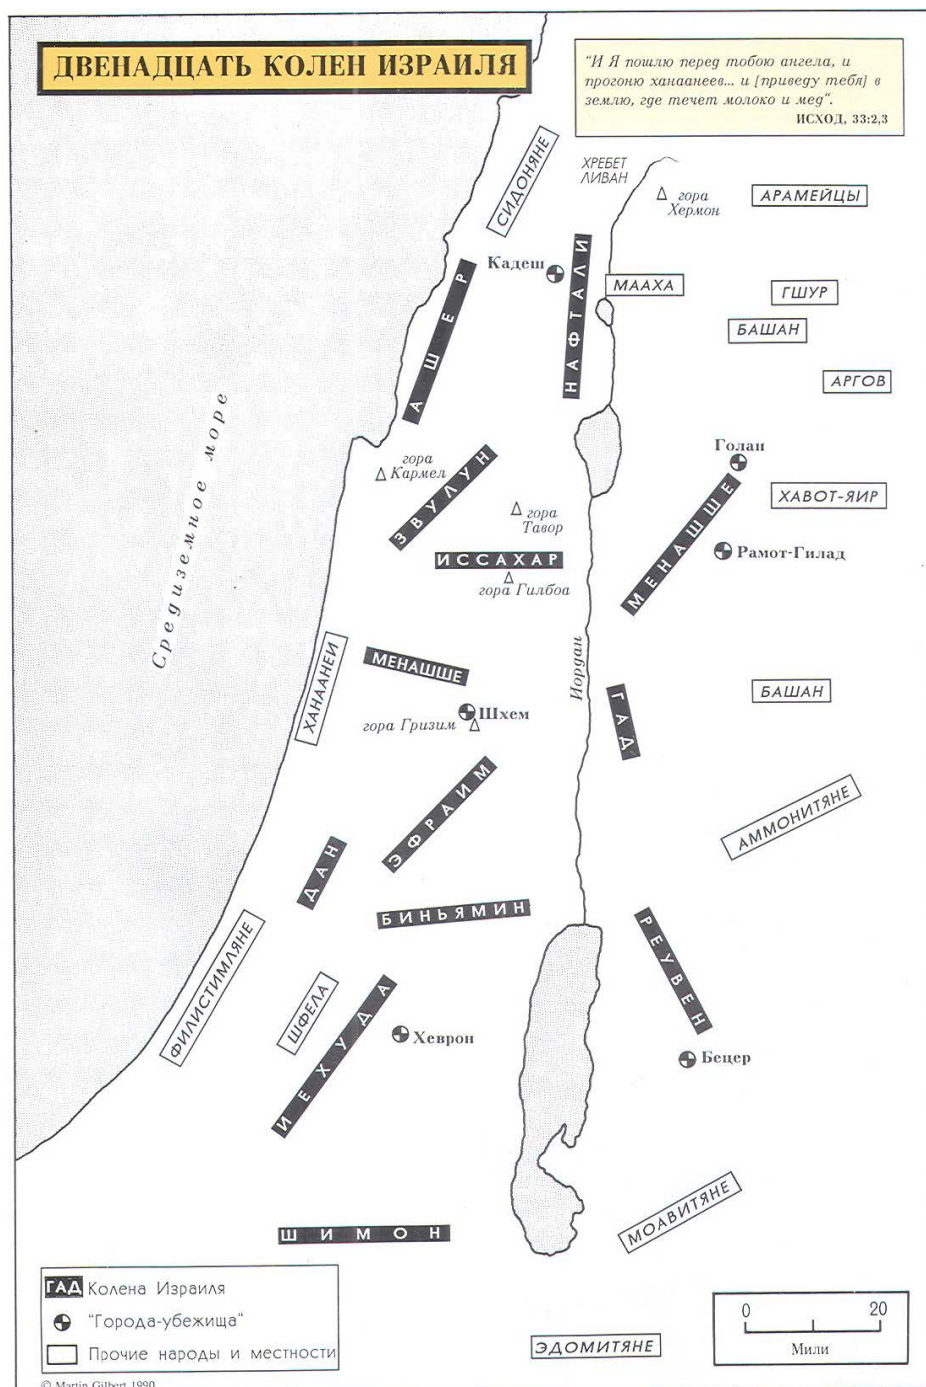 ДВЕНАДЦАТЬ КОЛЕН ИЗРАИЛЯ
"И Я пошлю перед тобою ангела, и
прогоню ханаанеев... и [приведу тебя] в
землю, где течет молоко и мед".
ИСХОД, 33:2,3
СИДОНЯНЕ
ХРЕБЕТ
ЛИВАН
гора
Хермон
АРАМЕЙЦЫ
Кадеш
АШЕР
НАФТАЛИ
МААХА
ГШУР
БАШАН
АРГОВ
Средиземное море
гора
Кармел
ЗВУЛУН
Голан
ХАВОТ-ЯИР
гора
Тавор
МЕНАШШЕ
Рамот-Гилад
ИССАХАР
гора Гилбоа
ХАНААНЕИ
МЕНАШШЕ
Иордан
Шхем
гора Гризим
ГАД
БАШАН
ЭФРАИМ
АММОНИТЯНЕ
ДАН
БИНЬЯМИН
РЕУВЕН
ФИЛИСТИМЛЯНЕ
ШФЕЛА
ИЕХУДА
Хеврон
Бецер
МОАВИТЯНЕ
ШИМОН
ГАД Колена Израиля
"Города-убежища"
Прочие народы и местности
ЭДОМИТЯНЕ
0 20
Мили
© Martin Gilbert 1990